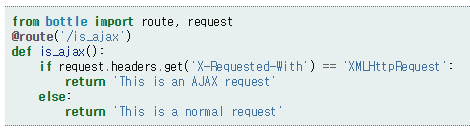 from bottle import route, request
@route('/is_ajax')
def is_ajax():
    if request.headers.get('X-Requested-With') == 'XMLHttpRequest':
        return 'This is an AJAX request'
    else:
        return 'This is a normal request'